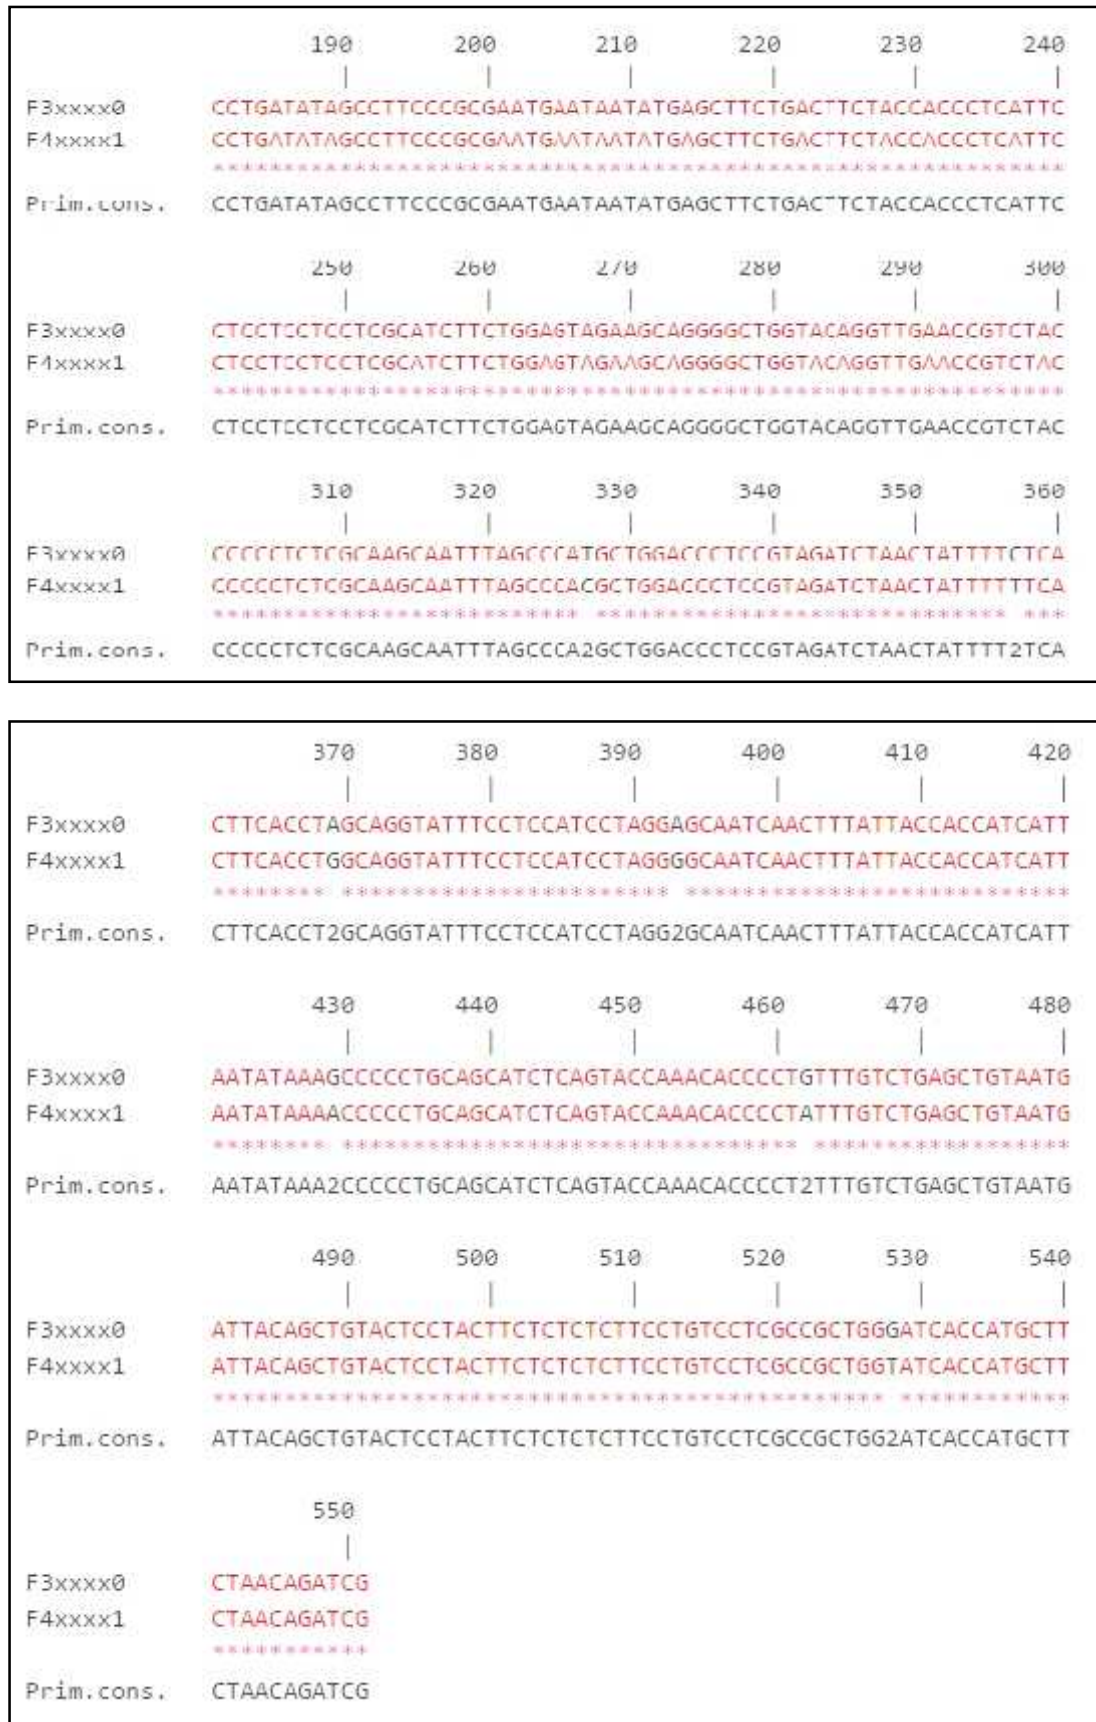 190 200 210 220 230 240
| | | | | |
F3xxxx0 CCTGATATAGCCTTCCCGCGAATGAATAATATGAGCTTCTGACTTCTACCACCCTCATTC
F4xxxx1 CCTGATATAGCCTTCCCGCGAATGAATAATATGAGCTTCTGACTTCTACCACCCTCATTC
************************************************************
Prim.cons. CCTGATATAGCCTTCCCGCGAATGAATAATATGAGCTTCTGACTTCTACCACCCTCATTC
250 260 270 280 290 300
| | | | | |
F3xxxx0 CTCCTCCTCCTCGCATCTTCTGGAGTAGAAGCAGGGGCTGGTACAGGTTGAACCGTCTAC
F4xxxx1 CTCCTCCTCCTCGCATCTTCTGGAGTAGAAGCAGGGGCTGGTACAGGTTGAACCGTCTAC
************************************************************
Prim.cons. CTCCTCCTCCTCGCATCTTCTGGAGTAGAAGCAGGGGCTGGTACAGGTTGAACCGTCTAC
310 320 330 340 350 360
| | | | | |
F3xxxx0 CCCCCTCTCGCAAGCAATTTAGCCCATGCTGGACCCTCCGTAGATCTAACTATTTTCTCA
F4xxxx1 CCCCCTCTCGCAAGCAATTTAGCCCACGCTGGACCCTCCGTAGATCTAACTATTTTTTCA
************************** ***************************** ***
Prim.cons. CCCCCTCTCGCAAGCAATTTAGCCCA2GCTGGACCCTCCGTAGATCTAACTATTTT2TCA
370 380 390 400 410 420
| | | | | |
F3xxxx0 CTTCACCTAGCAGGTATTTCCTCCATCCTAGGAGCAATCAACTTTATTACCACCATCATT
F4xxxx1 CTTCACCTGGCAGGTATTTCCTCCATCCTAGGGGCAATCAACTTTATTACCACCATCATT
******** *********************** ***************************
Prim.cons. CTTCACCT2GCAGGTATTTCCTCCATCCTAGG2GCAATCAACTTTATTACCACCATCATT
430 440 450 460 470 480
| | | | | |
F3xxxx0 AATATAAAGCCCCCTGCAGCATCTCAGTACCAAACACCCCTGTTTGTCTGAGCTGTAATG
F4xxxx1 AATATAAAACCCCCTGCAGCATCTCAGTACCAAACACCCCTATTTGTCTGAGCTGTAATG
******** ******************************** ******************
Prim.cons. AATATAAA2CCCCCTGCAGCATCTCAGTACCAAACACCCCT2TTTGTCTGAGCTGTAATG
490 500 510 520 530 540
| | | | | |
F3xxxx0 ATTACAGCTGTACTCCTACTTCTCTCTCTTCCTGTCCTCGCCGCTGGGATCACCATGCTT
F4xxxx1 ATTACAGCTGTACTCCTACTTCTCTCTCTTCCTGTCCTCGCCGCTGGTATCACCATGCTT
*********************************************** ************
Prim.cons. ATTACAGCTGTACTCCTACTTCTCTCTCTTCCTGTCCTCGCCGCTGG2ATCACCATGCTT
550
|
F3xxxx0 CTAACAGATCG
F4xxxx1 CTAACAGATCG
***********
Prim.cons. CTAACAGATCG